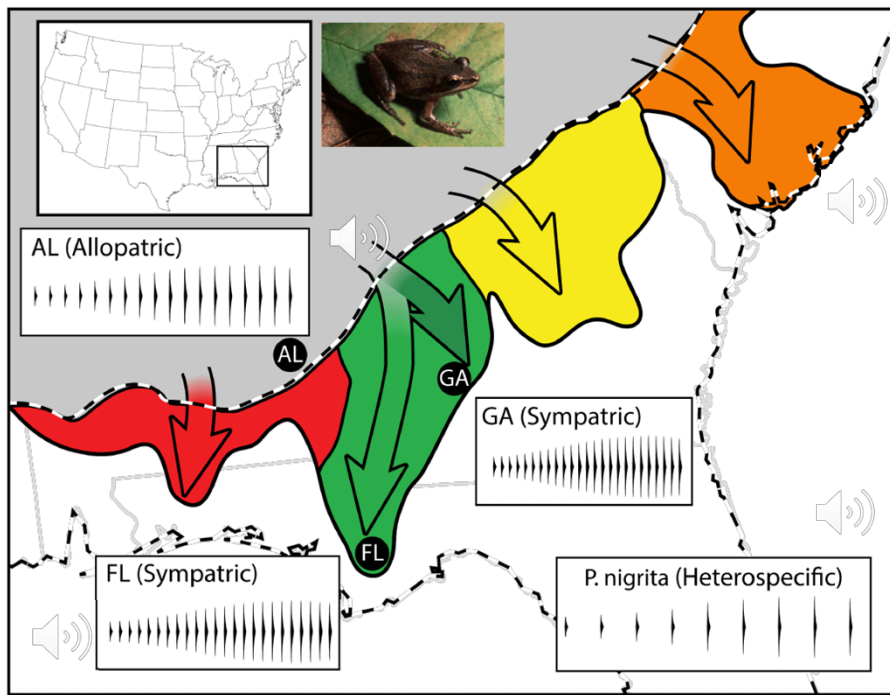 AL (Allopatric)
AL
GA
GA (Sympatric)
FL
FL (Sympatric)
P. nigrita (Heterospecific)